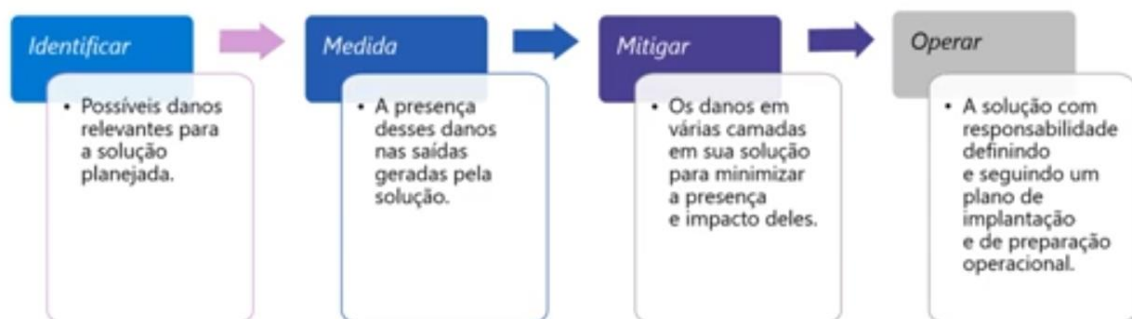 Identificar
• Possíveis danos
relevantes para
a solução
planejada.
Medida
• A presença
desses danos
nas saídas
geradas pela
solução.
Mitigar
• Os danos em
várias camadas
em sua solução
para minimizar
a presença
e impacto deles.
Operar
• A solução com
responsabilidade
definindo
e seguindo um
plano de
implantação
e de preparação
operacional.